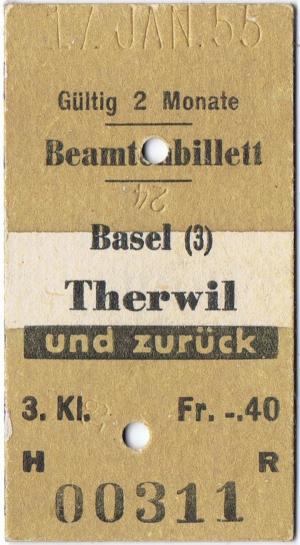 17. JAN. 55
Gültig 2 Monate
Beamtenbillett
24
Basel (3)
Therwil
und zurück
3. Kl. Fr. -.40
H R
00311